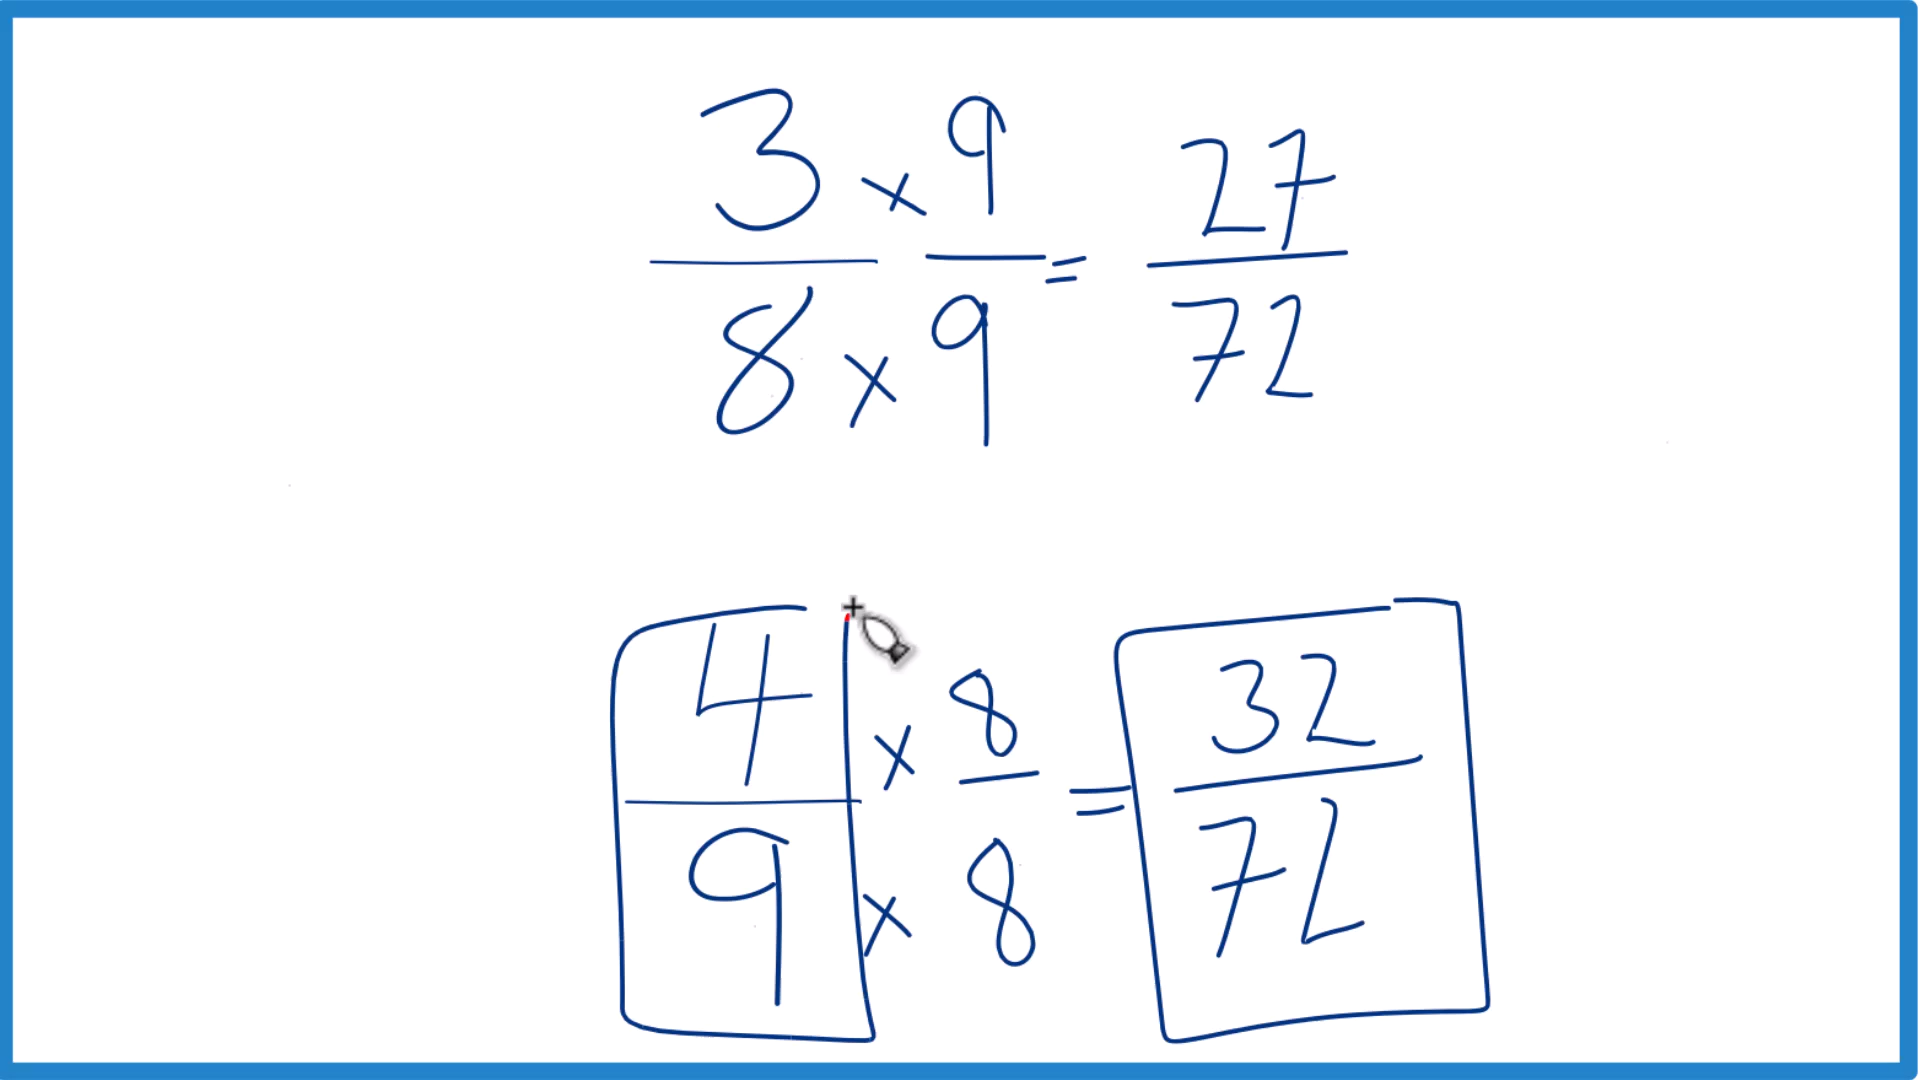 3 × 9 = 27
8 × 9 72
4 × 8 = 32
9 × 8 72